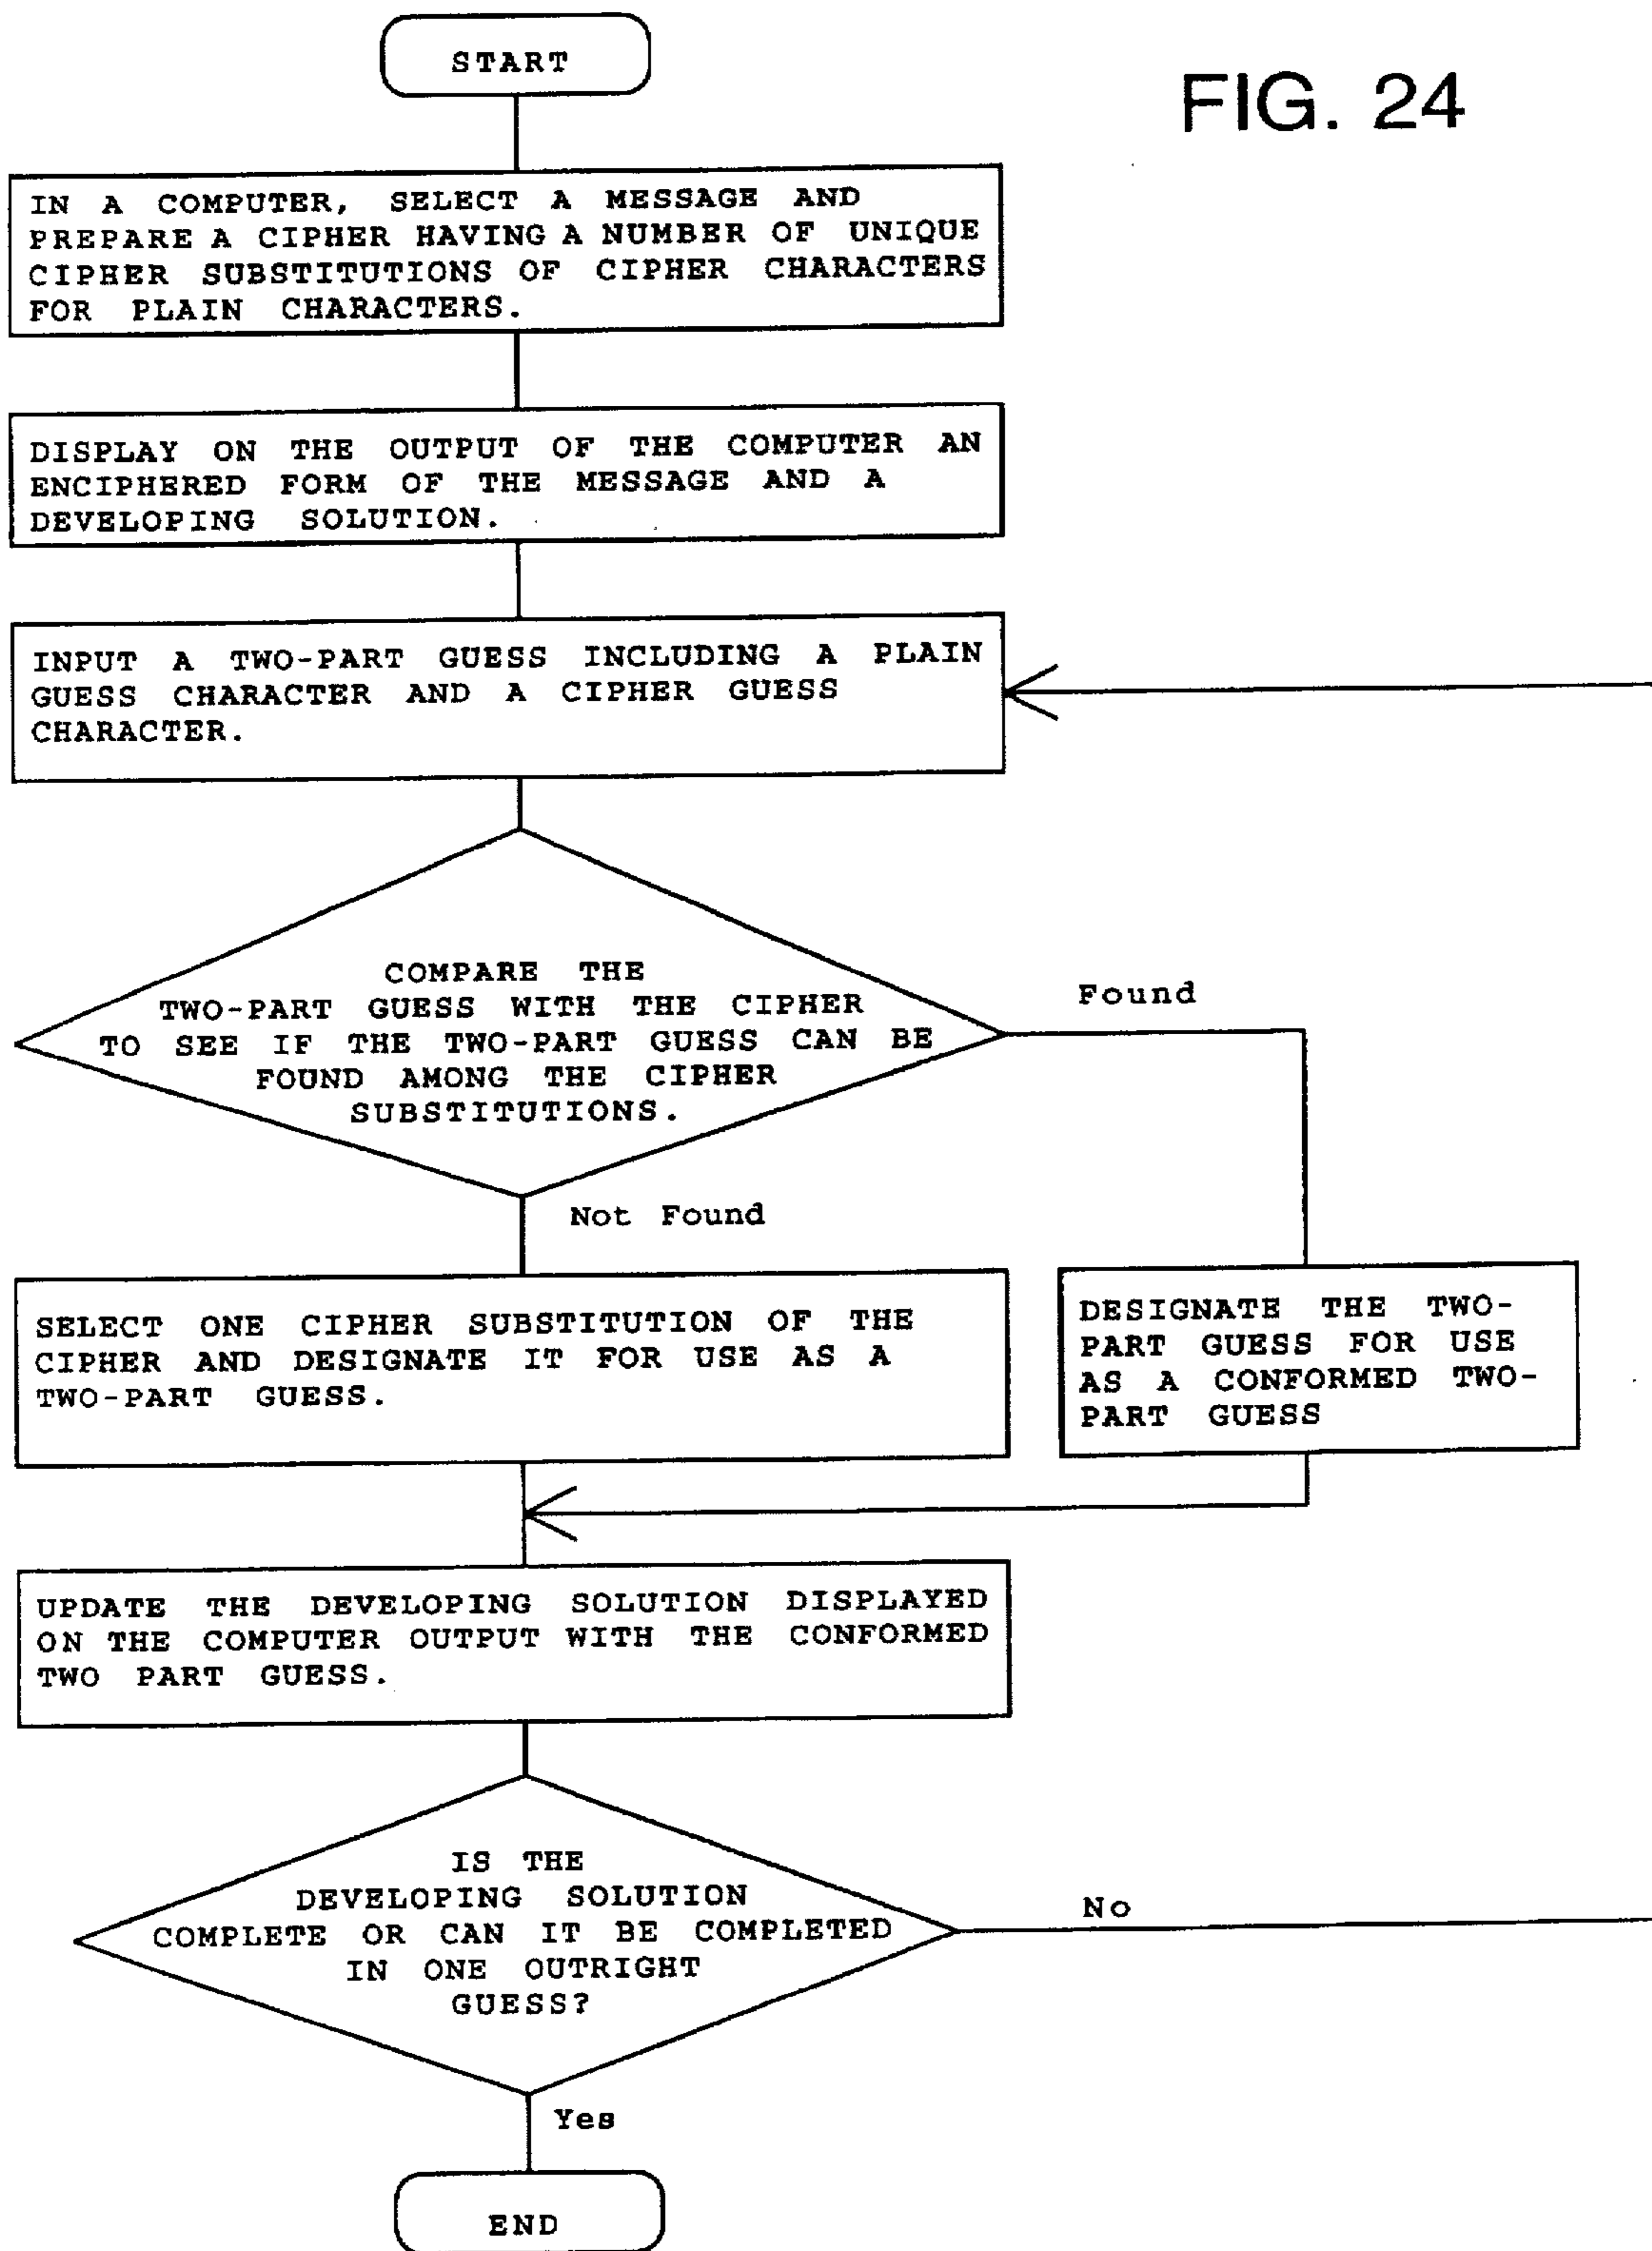 START
FIG. 24
IN A COMPUTER, SELECT A MESSAGE AND
PREPARE A CIPHER HAVING A NUMBER OF UNIQUE
CIPHER SUBSTITUTIONS OF CIPHER CHARACTERS
FOR PLAIN CHARACTERS.
DISPLAY ON THE OUTPUT OF THE COMPUTER AN
ENCIPHERED FORM OF THE MESSAGE AND A
DEVELOPING SOLUTION.
INPUT A TWO-PART GUESS INCLUDING A PLAIN
GUESS CHARACTER AND A CIPHER GUESS
CHARACTER.
COMPARE THE
TWO-PART GUESS WITH THE CIPHER
TO SEE IF THE TWO-PART GUESS CAN BE
FOUND AMONG THE CIPHER
SUBSTITUTIONS.
Found
Not Found
SELECT ONE CIPHER SUBSTITUTION OF THE
CIPHER AND DESIGNATE IT FOR USE AS A
TWO-PART GUESS.
DESIGNATE THE TWO-
PART GUESS FOR USE
AS A CONFORMED TWO-
PART GUESS
UPDATE THE DEVELOPING SOLUTION DISPLAYED
ON THE COMPUTER OUTPUT WITH THE CONFORMED
TWO PART GUESS.
IS THE
DEVELOPING SOLUTION
COMPLETE OR CAN IT BE COMPLETED
IN ONE OUTRIGHT
GUESS?
No
Yes
END